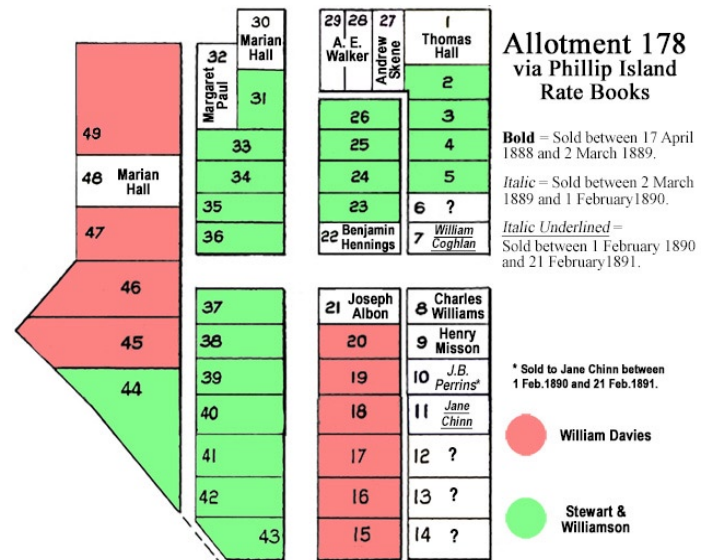 Allotment 178
via Phillip Island
Rate Books
Bold = Sold between 17 April
1888 and 2 March 1889.
Italic = Sold between 2 March
1889 and 1 February1890.
Italic Underlined =
Sold between 1 February 1890
and 21 February1891.
* Sold to Jane Chinn between
1 Feb.1890 and 21 Feb.1891.
William Davies
Stewart &
Williamson
49
48 Marian
Hall
47
46
45
44
30
Marian
Hall
32
Margaret
Paul
31
33
34
35
36
37
38
39
40
41
42
43
29 28
A. E.
Walker
27
Andrew
Skene
26
25
24
23
22 Benjamin
Hennings
21 Joseph
Albon
20
19
18
17
16
15
1
Thomas
Hall
2
3
4
5
6 ?
7 William
Coghlan
8 Charles
Williams
9 Henry
Misson
10 J.B.
Perrins*
11 Jane
Chinn
12 ?
13 ?
14 ?